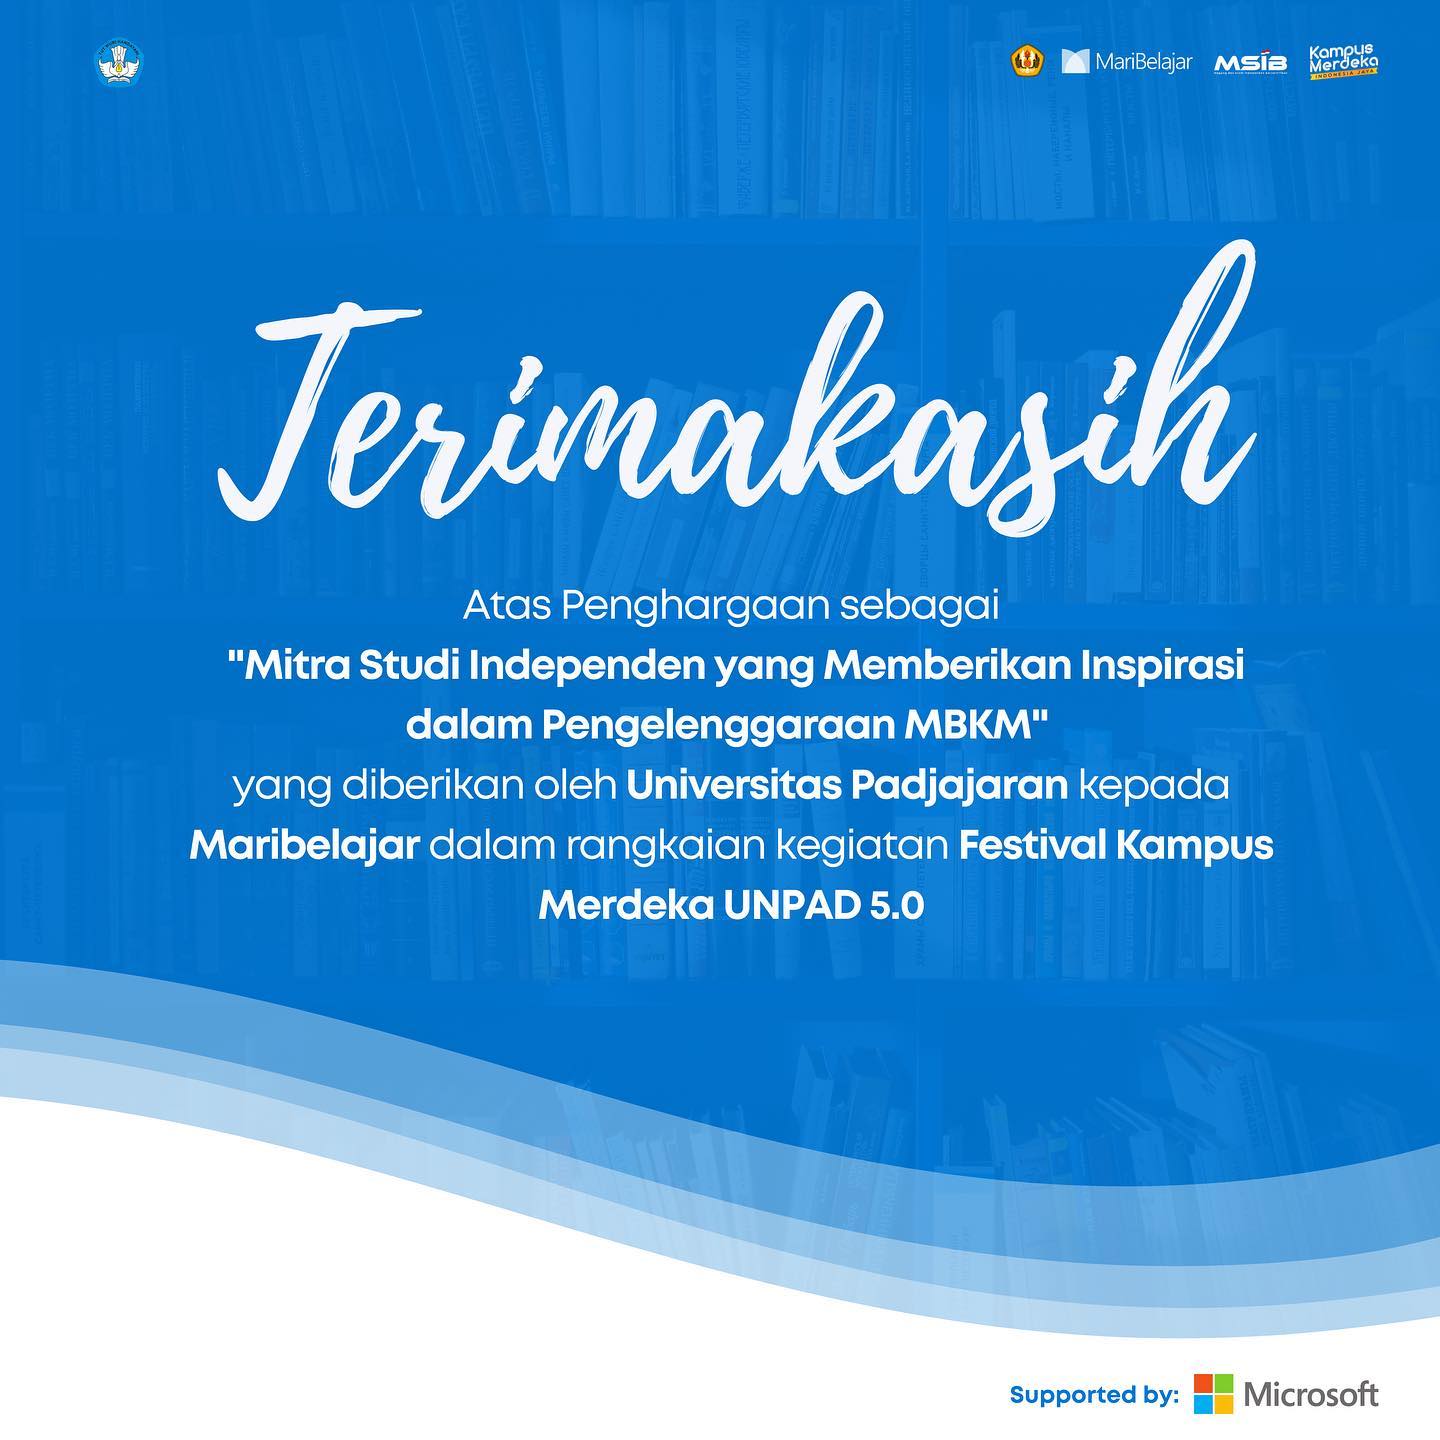 MariBelajar
MSIB
Kampus
Merdeka
INDONESIA JAYA
Terimakasih
Atas Penghargaan sebagai
"Mitra Studi Independen yang Memberikan Inspirasi
dalam Pengelenggaraan MBKM"
yang diberikan oleh Universitas Padjajaran kepada
Maribelajar dalam rangkaian kegiatan Festival Kampus
Merdeka UNPAD 5.0
Supported by: Microsoft